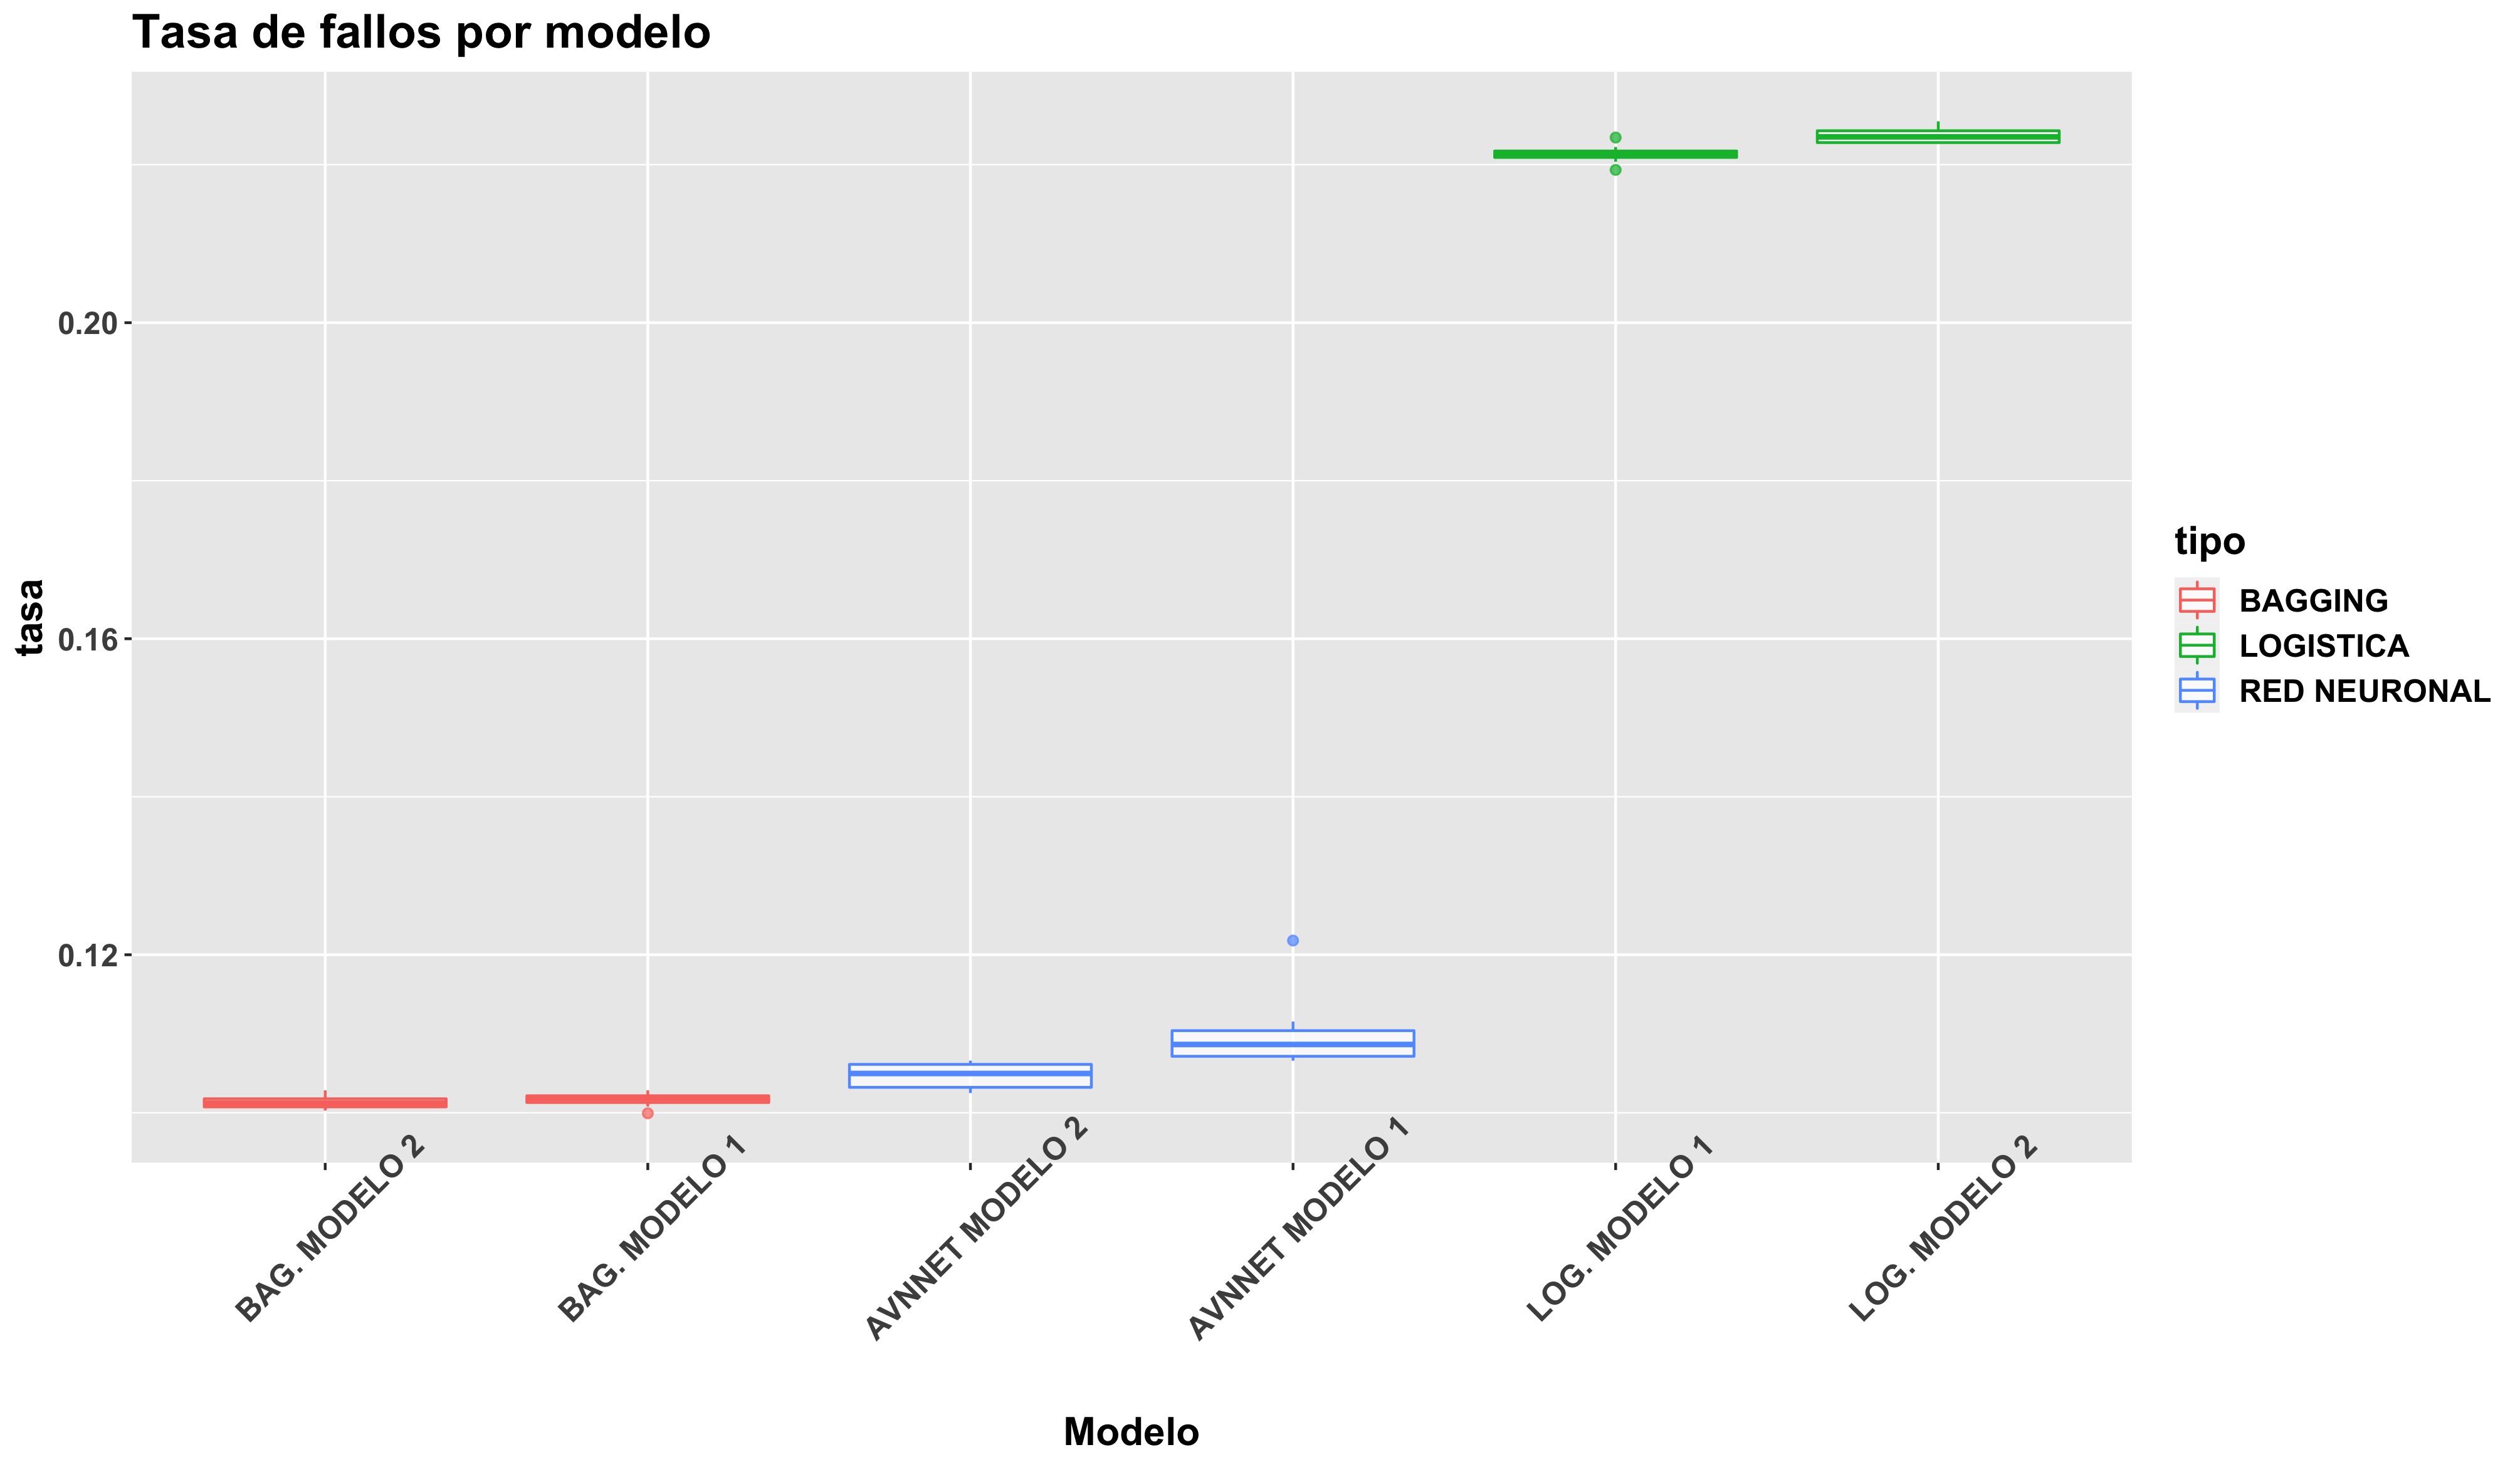 Tasa de fallos por modelo
tasa
0.20
0.16
0.12
BAG. MODELO 2
BAG. MODELO 1
AVNNET MODELO 2
AVNNET MODELO 1
LOG. MODELO 1
LOG. MODELO 2
Modelo
tipo
BAGGING
LOGISTICA
RED NEURONAL